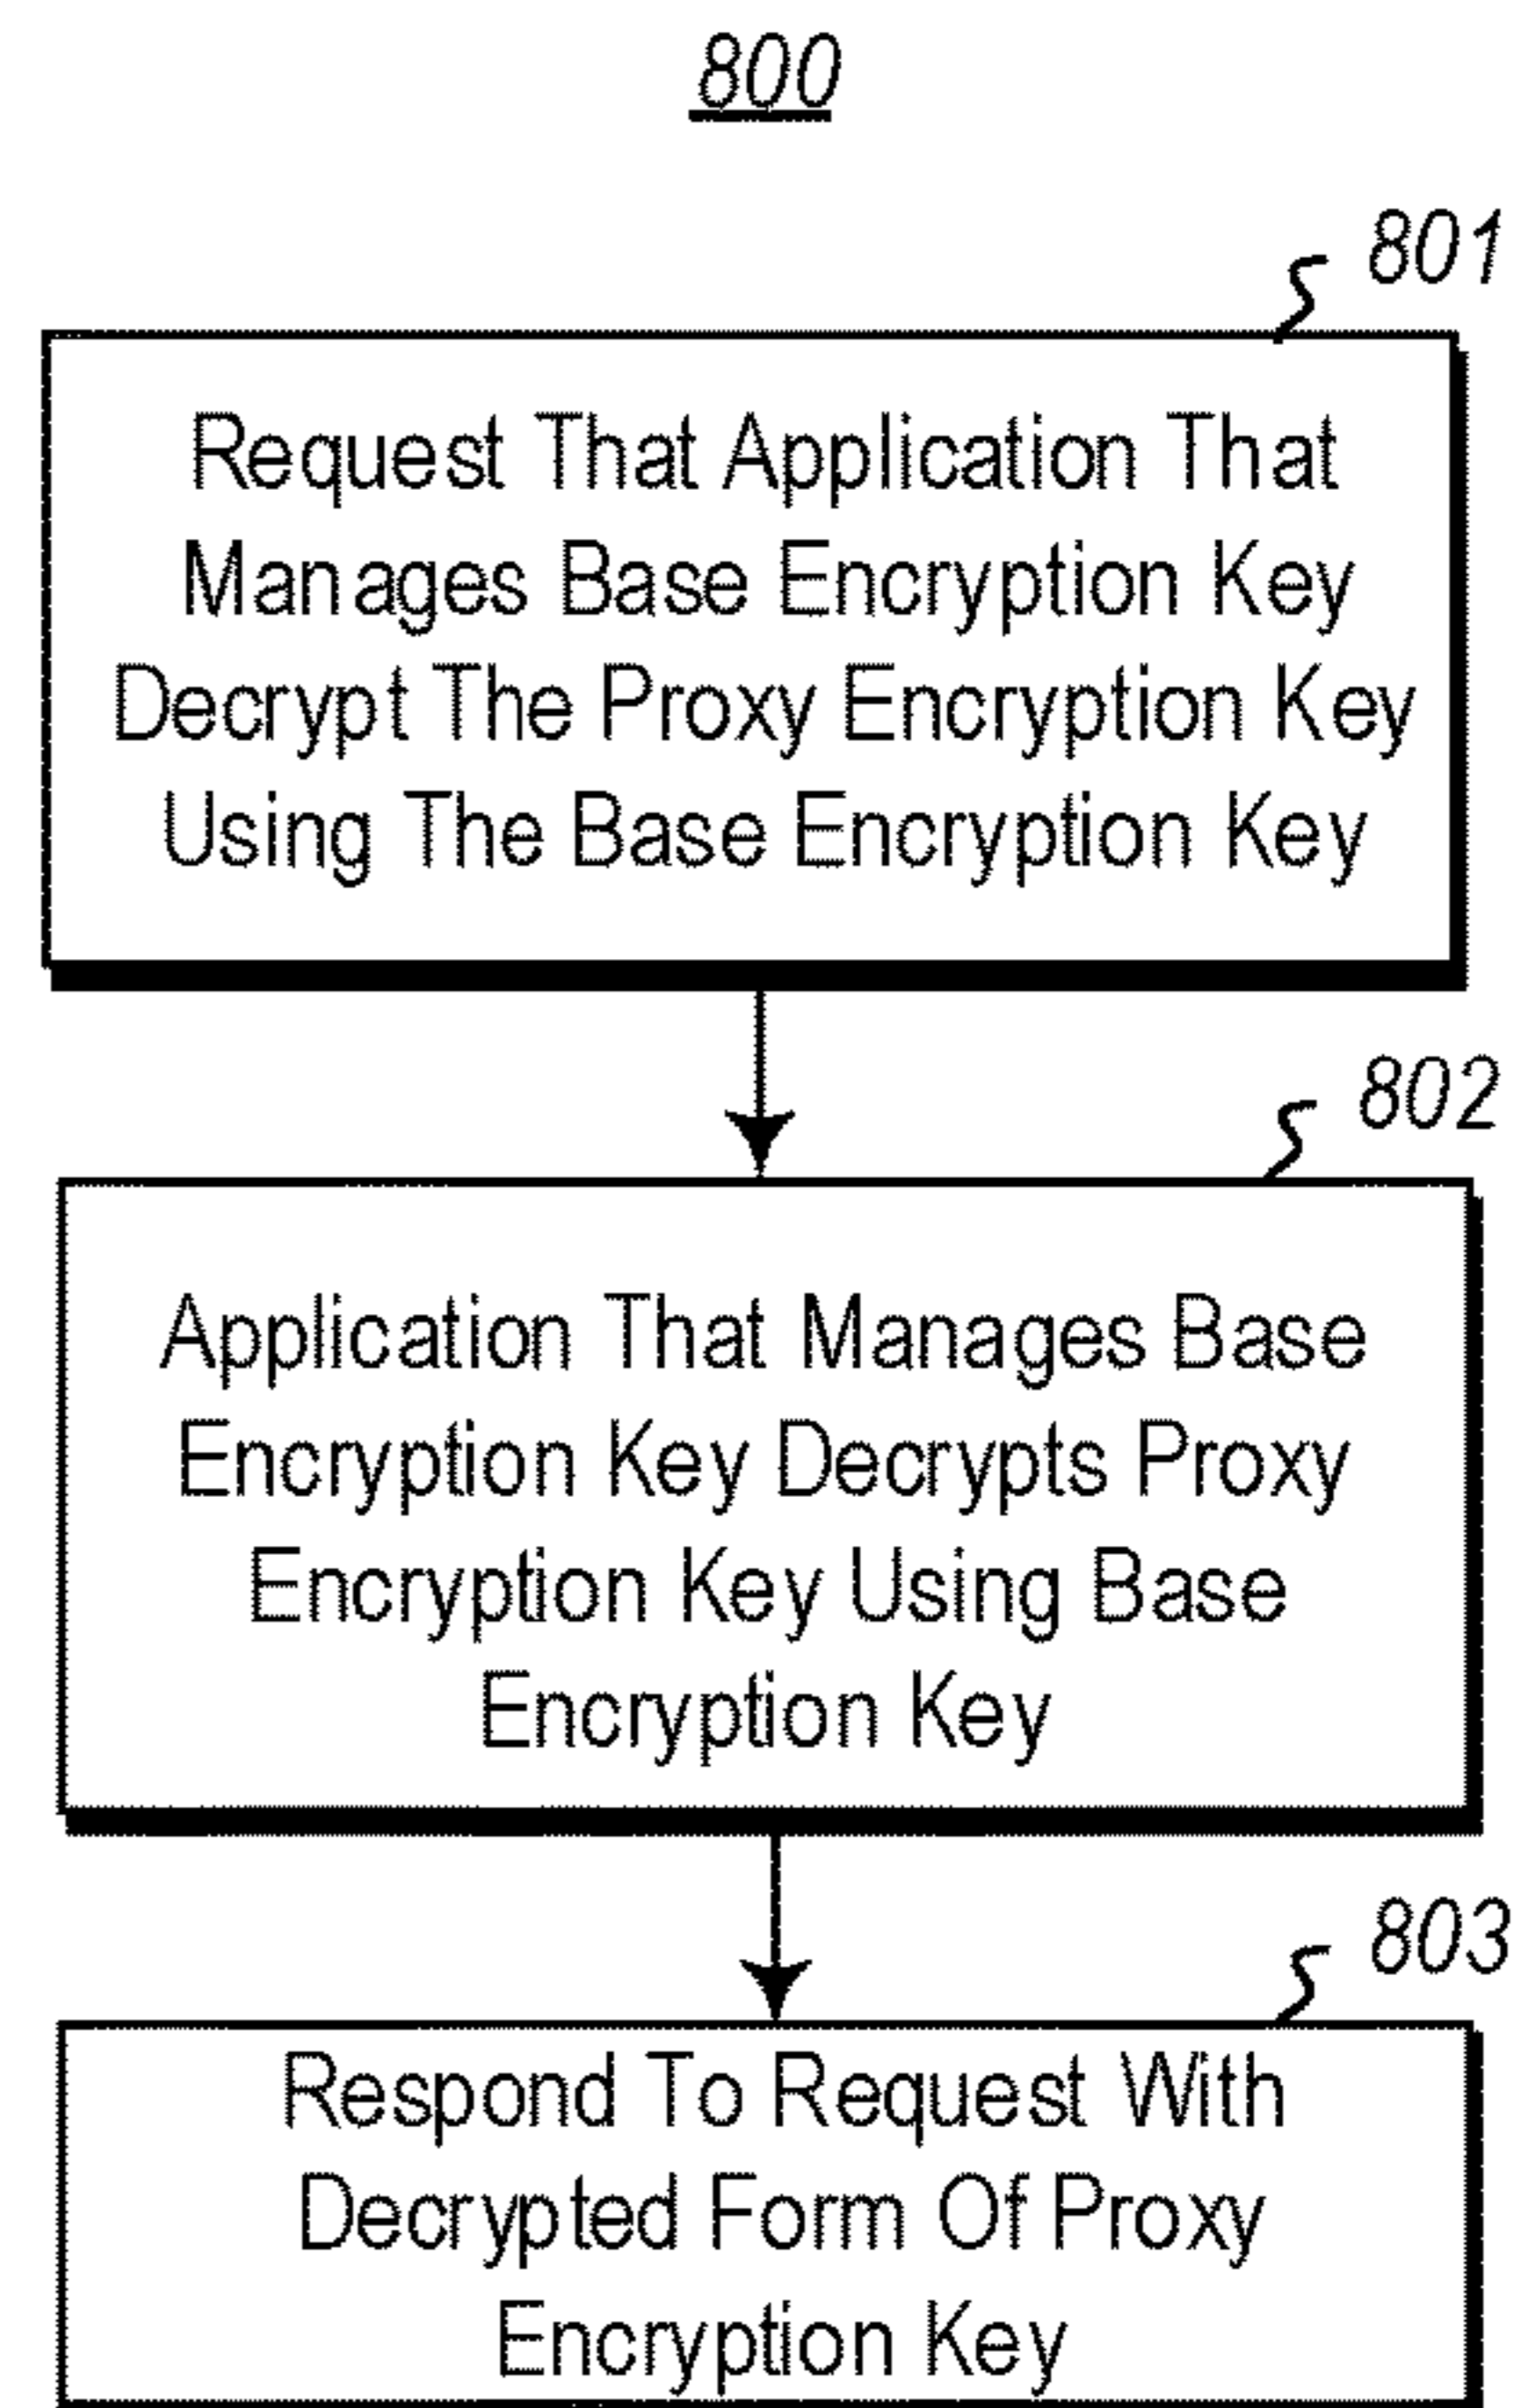 800
801
Request That Application That
Manages Base Encryption Key
Decrypt The Proxy Encryption Key
Using The Base Encryption Key
802
Application That Manages Base
Encryption Key Decrypts Proxy
Encryption Key Using Base
Encryption Key
803
Respond To Request With
Decrypted Form Of Proxy
Encryption Key